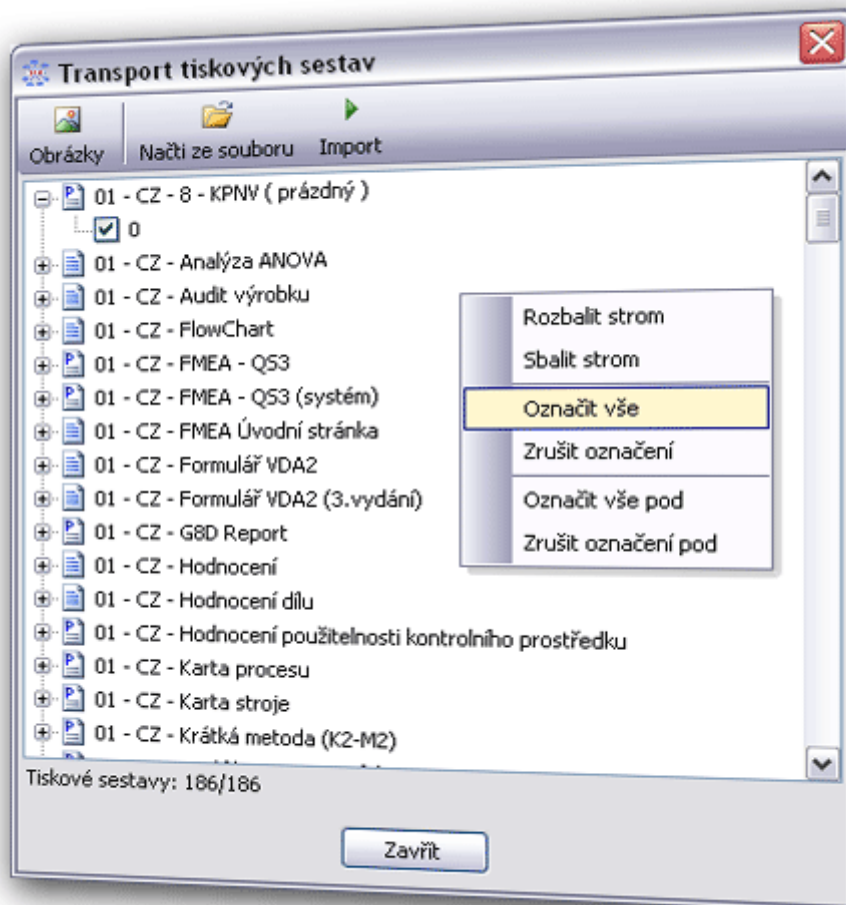 Transport tiskových sestav
Obrázky
Načti ze souboru
Import
01 - CZ - 8 - KPNV ( prázdný )
0
01 - CZ - Analýza ANOVA
01 - CZ - Audit výrobku
01 - CZ - FlowChart
01 - CZ - FMEA - QS3
01 - CZ - FMEA - QS3 (systém)
01 - CZ - FMEA Úvodní stránka
01 - CZ - Formulář VDA2
01 - CZ - Formulář VDA2 (3.vydání)
01 - CZ - G8D Report
01 - CZ - Hodnocení
01 - CZ - Hodnocení dílu
01 - CZ - Hodnocení použitelnosti kontrolního prostředku
01 - CZ - Karta procesu
01 - CZ - Karta stroje
01 - CZ - Krátká metoda (K2-M2)
Rozbalit strom
Sbalit strom
Označit vše
Zrušit označení
Označit vše pod
Zrušit označení pod
Tiskové sestavy: 186/186
Zavřít